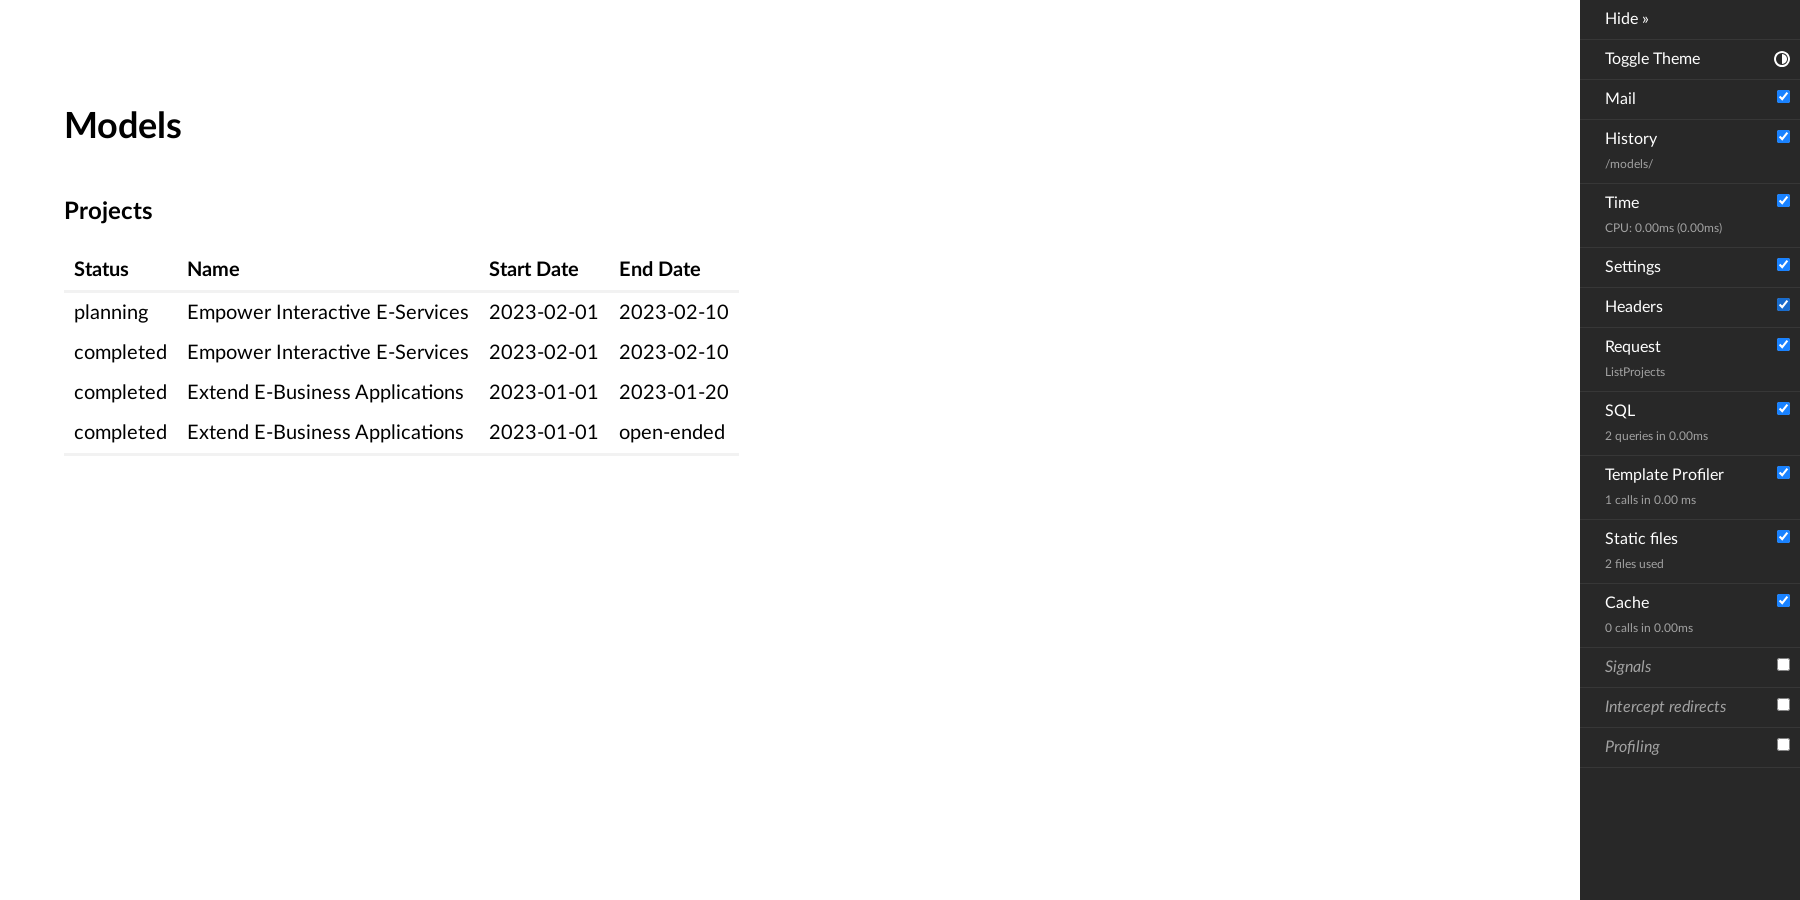 Models
Projects
Status Name Start Date End Date
planning Empower Interactive E-Services 2023-02-01 2023-02-10
completed Empower Interactive E-Services 2023-02-01 2023-02-10
completed Extend E-Business Applications 2023-01-01 2023-01-20
completed Extend E-Business Applications 2023-01-01 open-ended
Hide »
Toggle Theme
Mail
History
/models/
Time
CPU: 0.00ms (0.00ms)
Settings
Headers
Request
ListProjects
SQL
2 queries in 0.00ms
Template Profiler
1 calls in 0.00 ms
Static files
2 files used
Cache
0 calls in 0.00ms
Signals
Intercept redirects
Profiling